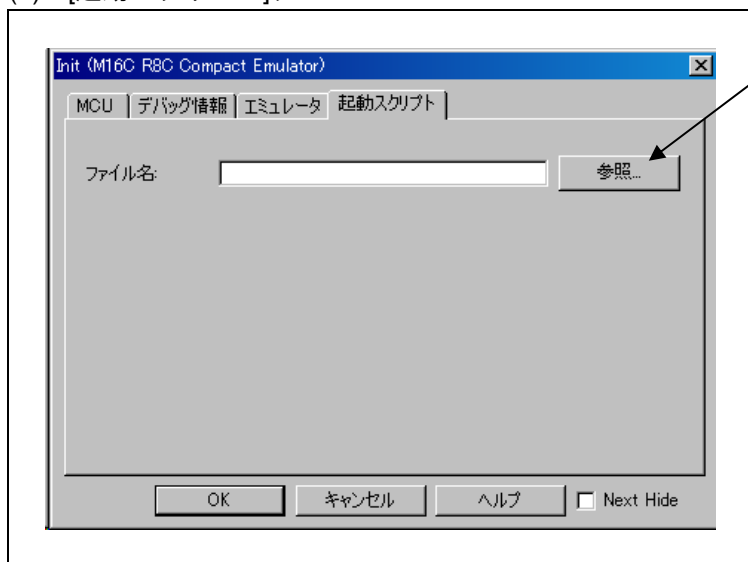 Init (M16C R8C Compact Emulator)
MCU デバッグ情報 エミュレータ 起動スクリプト
ファイル名: 参照...
OK キャンセル ヘルプ Next Hide